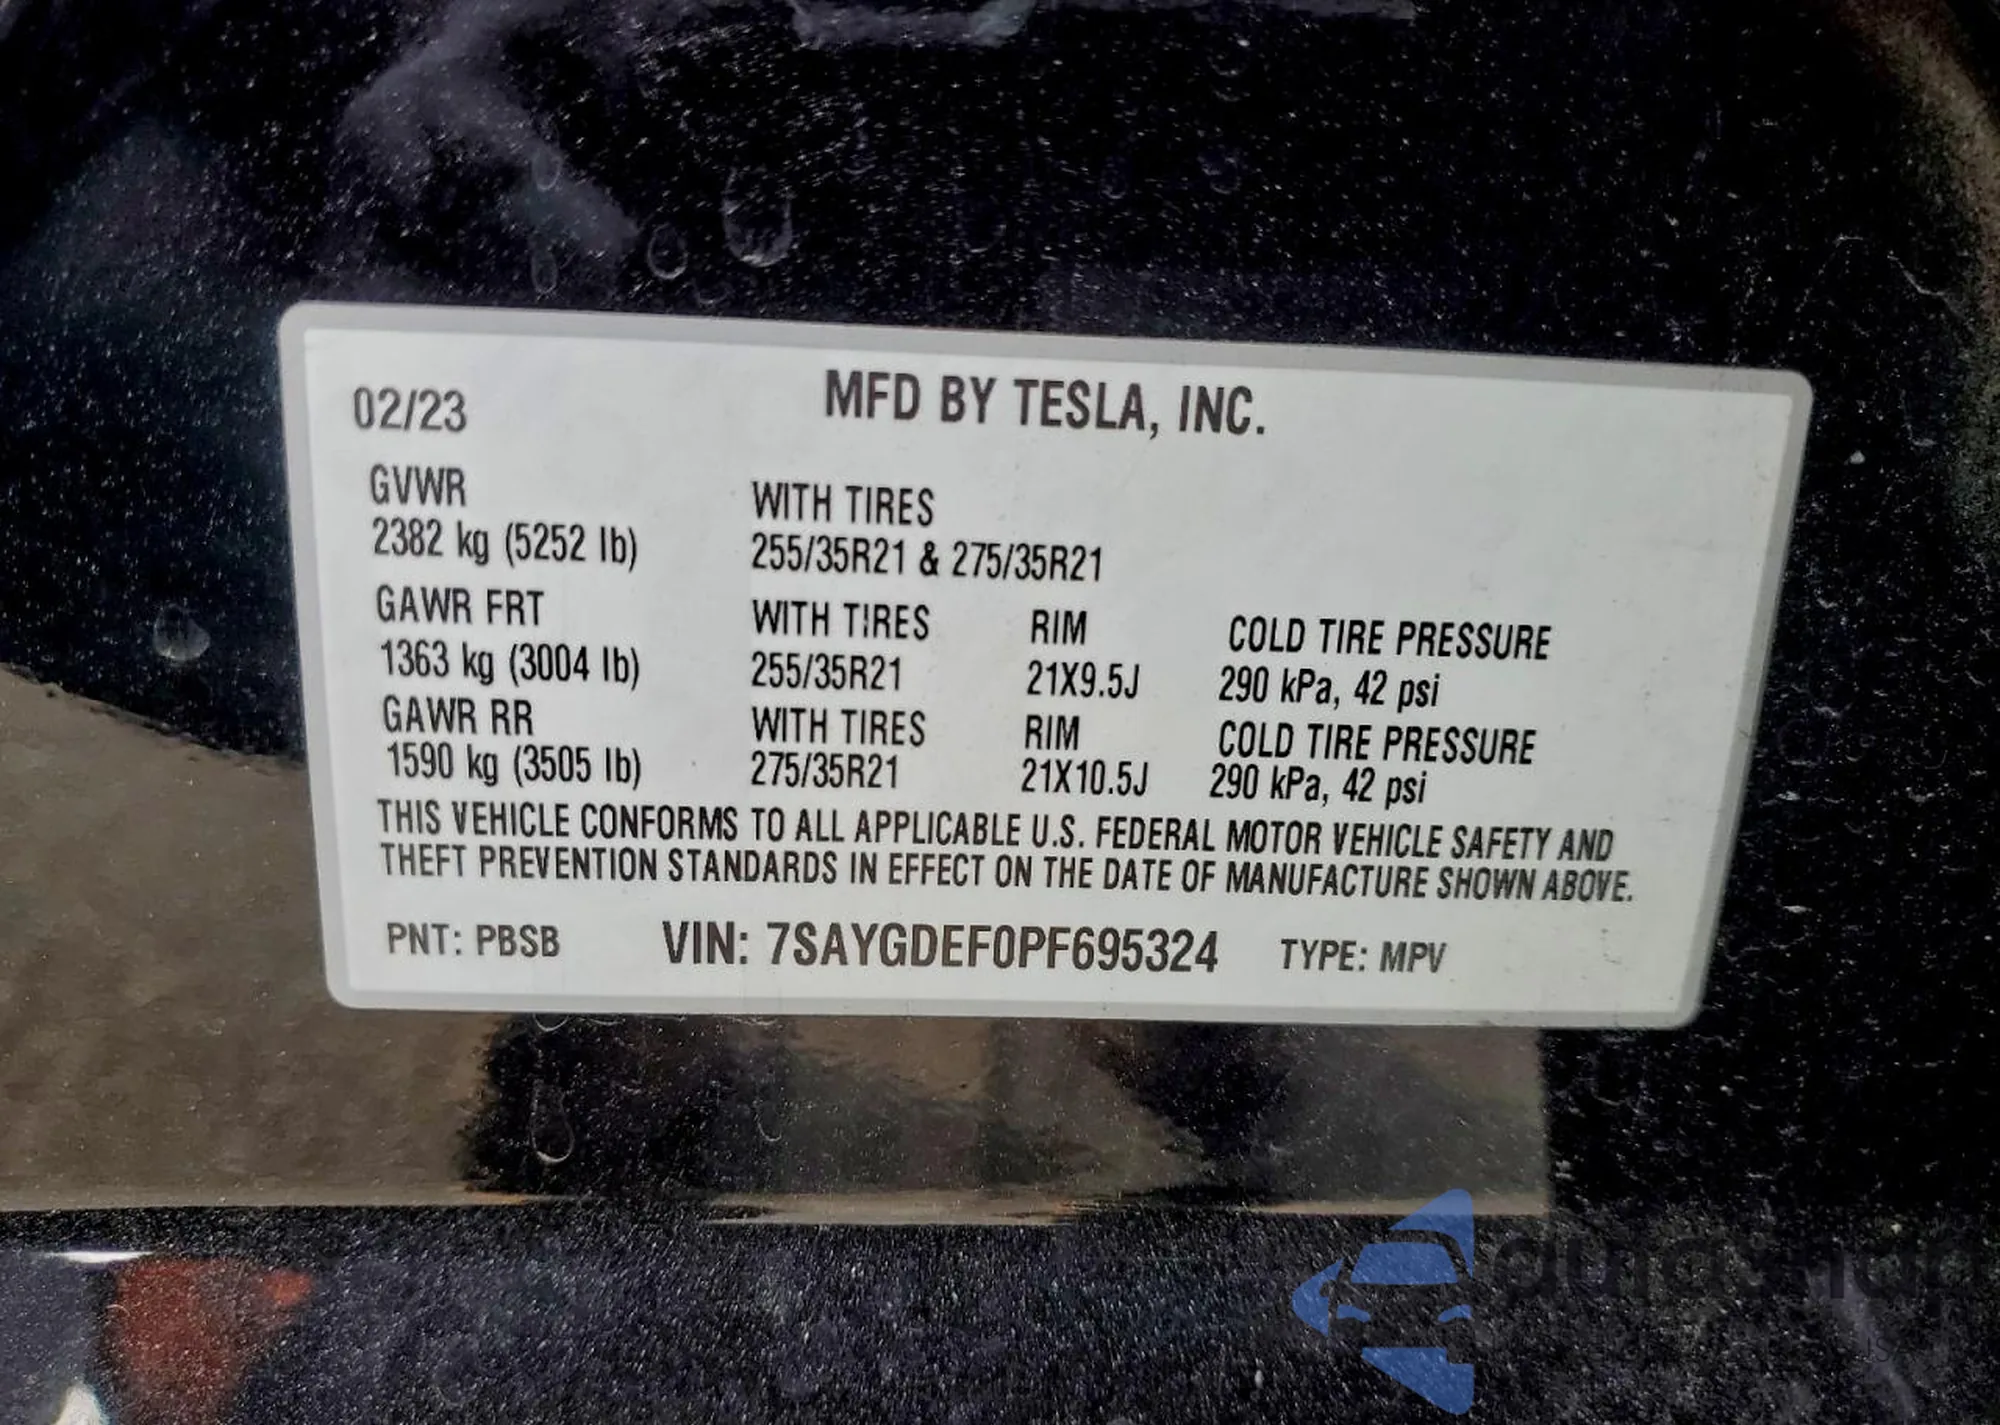 02/23 MFD BY TESLA, INC.
GVWR WITH TIRES
2382 kg (5252 lb) 255/35R21 & 275/35R21
GAWR FRT WITH TIRES RIM COLD TIRE PRESSURE
1363 kg (3004 lb) 255/35R21 21X9.5J 290 kPa, 42 psi
GAWR RR WITH TIRES RIM COLD TIRE PRESSURE
1590 kg (3505 lb) 275/35R21 21X10.5J 290 kPa, 42 psi
THIS VEHICLE CONFORMS TO ALL APPLICABLE U.S. FEDERAL MOTOR VEHICLE SAFETY AND
THEFT PREVENTION STANDARDS IN EFFECT ON THE DATE OF MANUFACTURE SHOWN ABOVE.
PNT: PBSB VIN: 7SAYGDEF0PF695324 TYPE: MPV